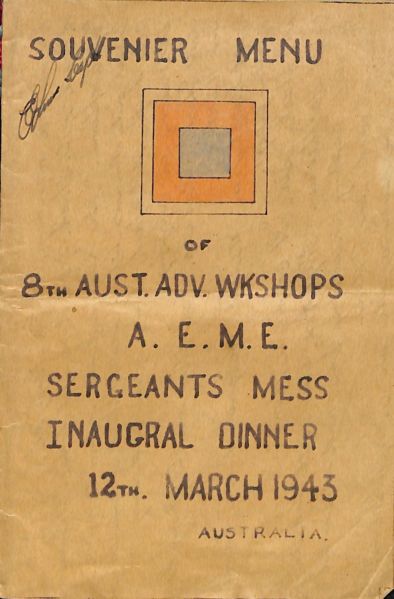 SOUVENIER MENU
OF
8TH AUST. ADV. WKSHOPS
A. E. M. E.
SERGEANTS MESS
INAUGRAL DINNER
12TH. MARCH 1943
AUSTRALIA.